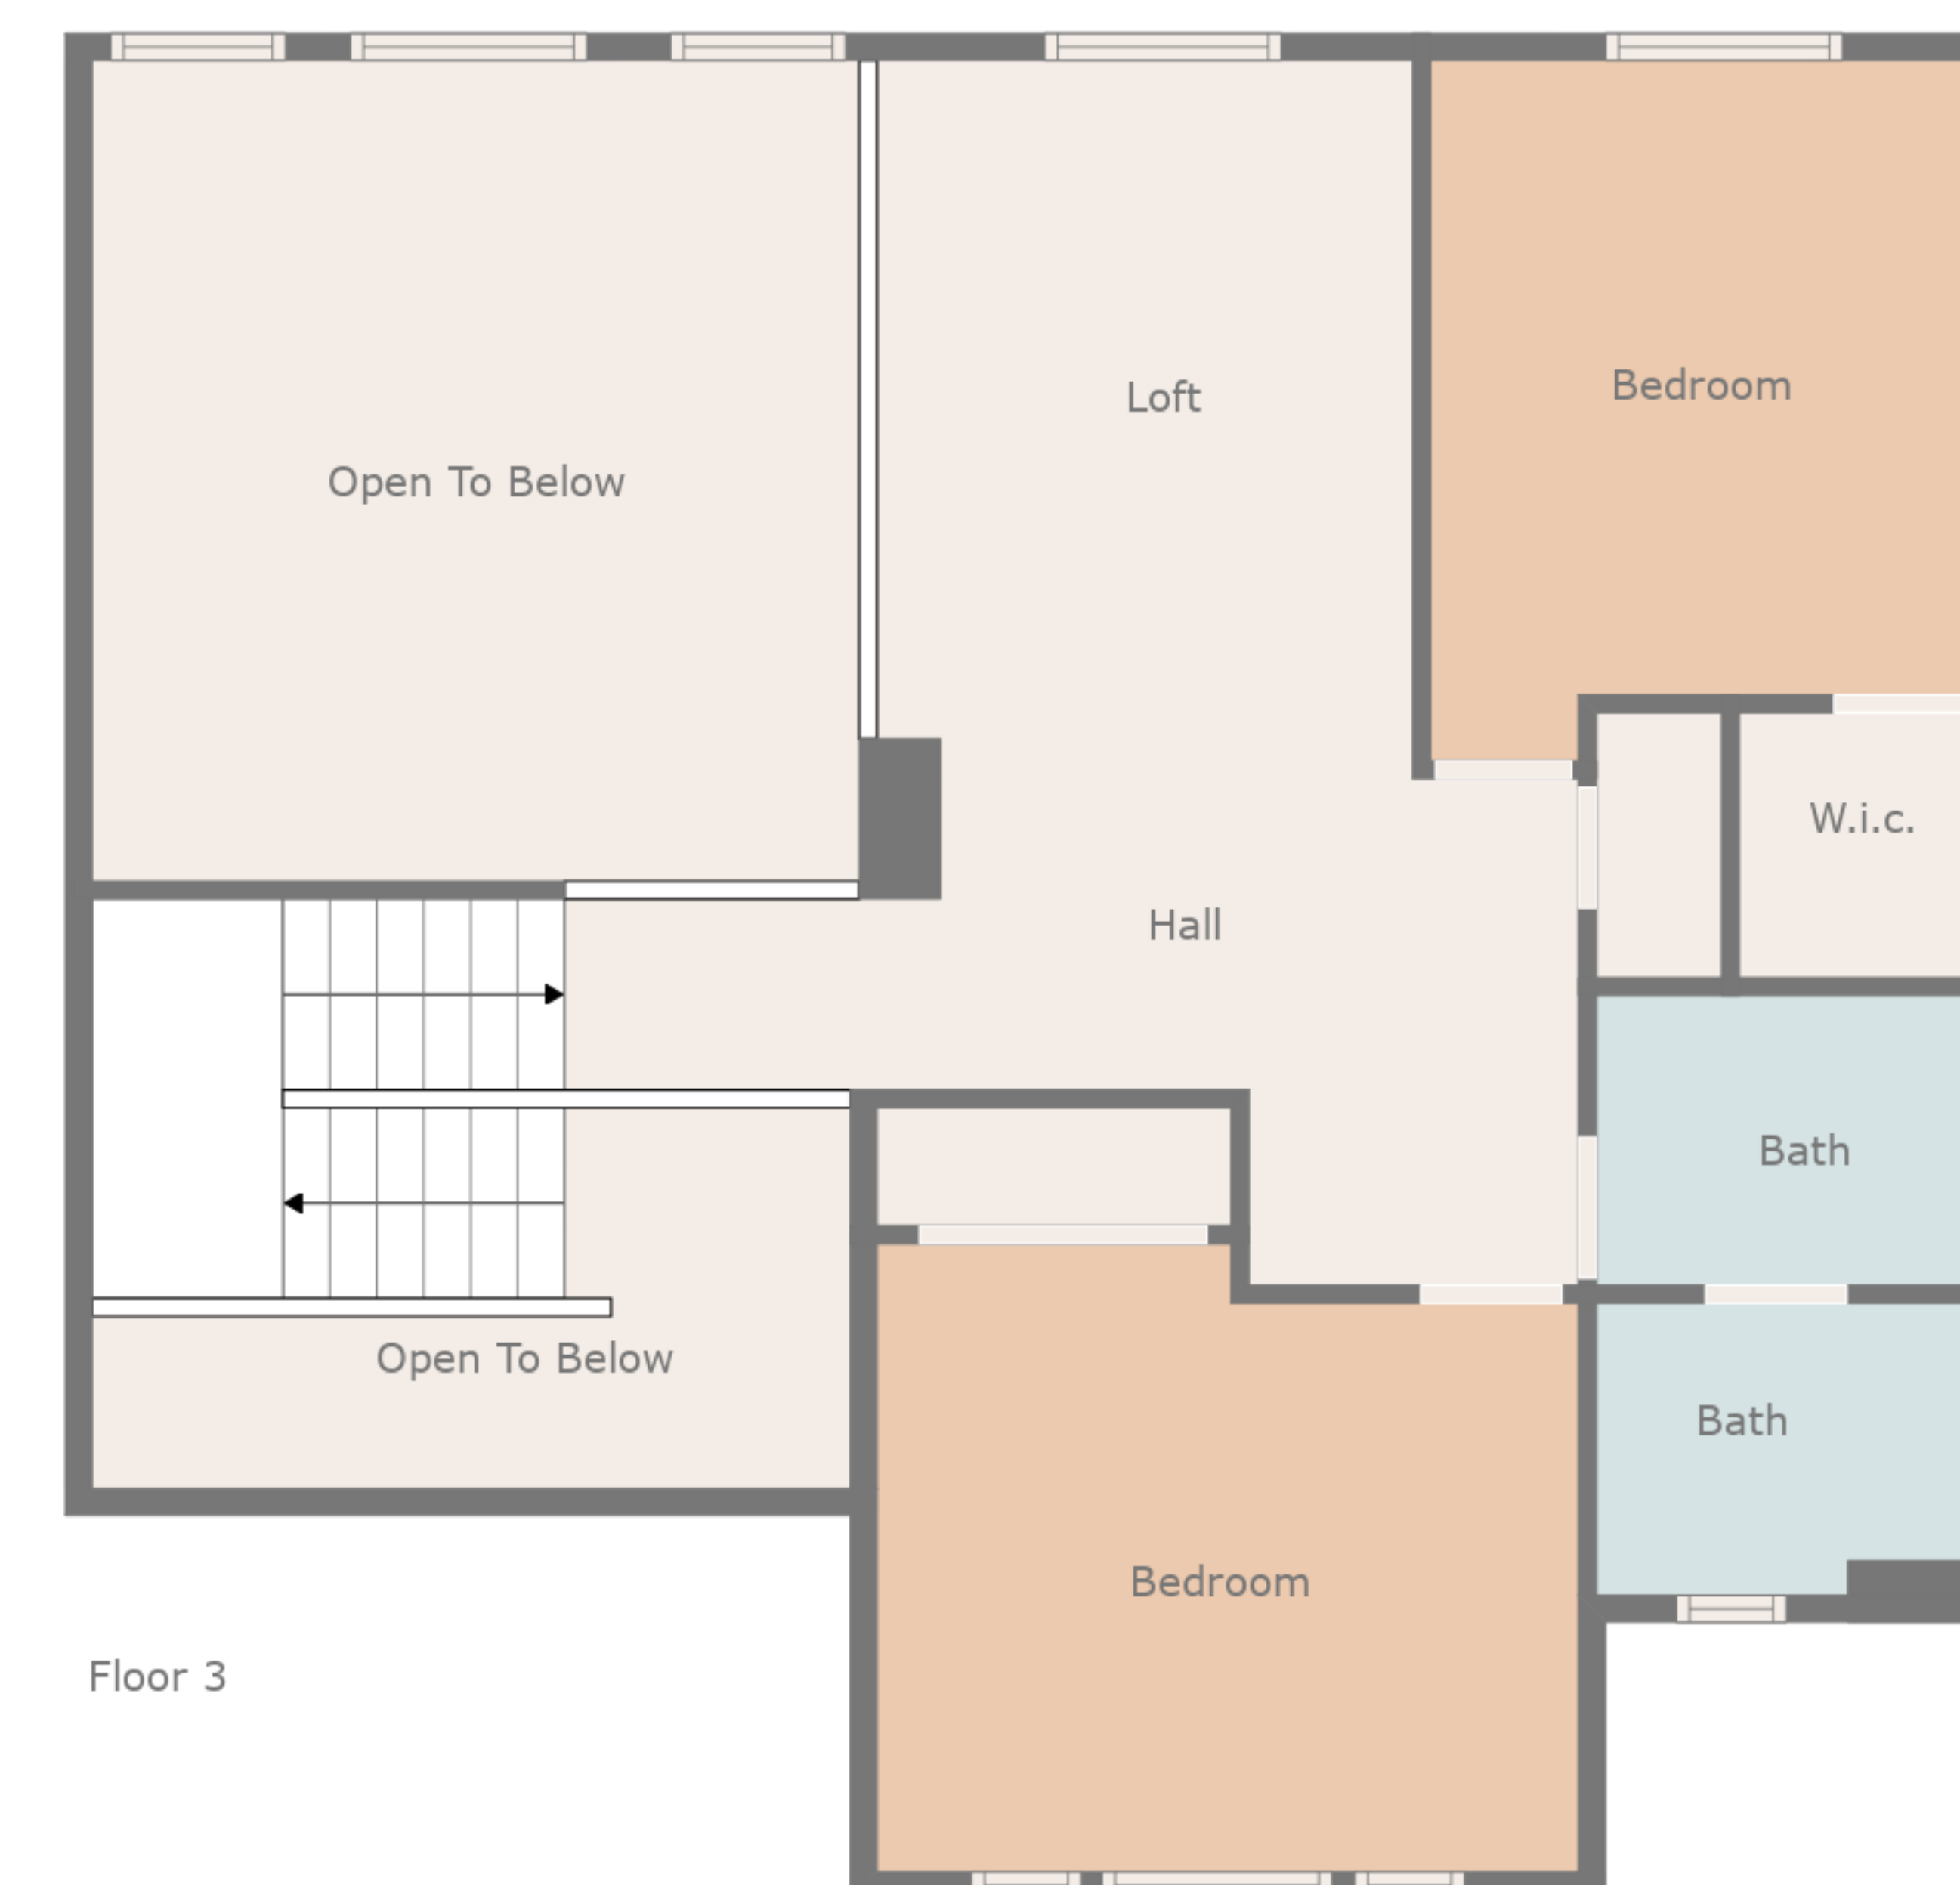 Bedroom
Loft
Open To Below
W.i.c.
Hall
Bath
Open To Below
Bath
Bedroom
Floor 3